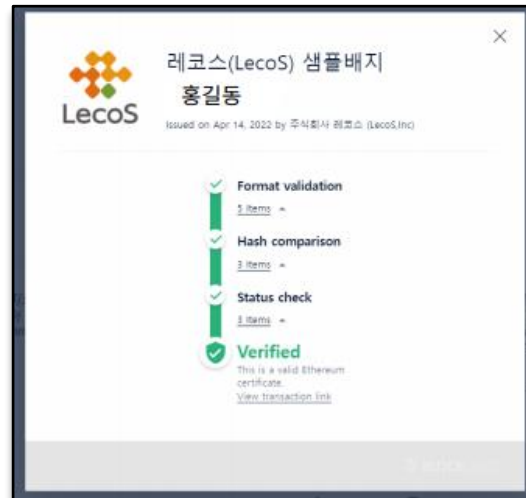 레코스(LecoS) 샘플배지
홍길동
LecoS
Issued on Apr 14, 2022 by 주식회사 레코스 (LecoS,Inc)
Format validation
5 Items
Hash comparison
3 Items
Status check
3 Items
Verified
This is a valid Ethereum
certificate.
View transaction link